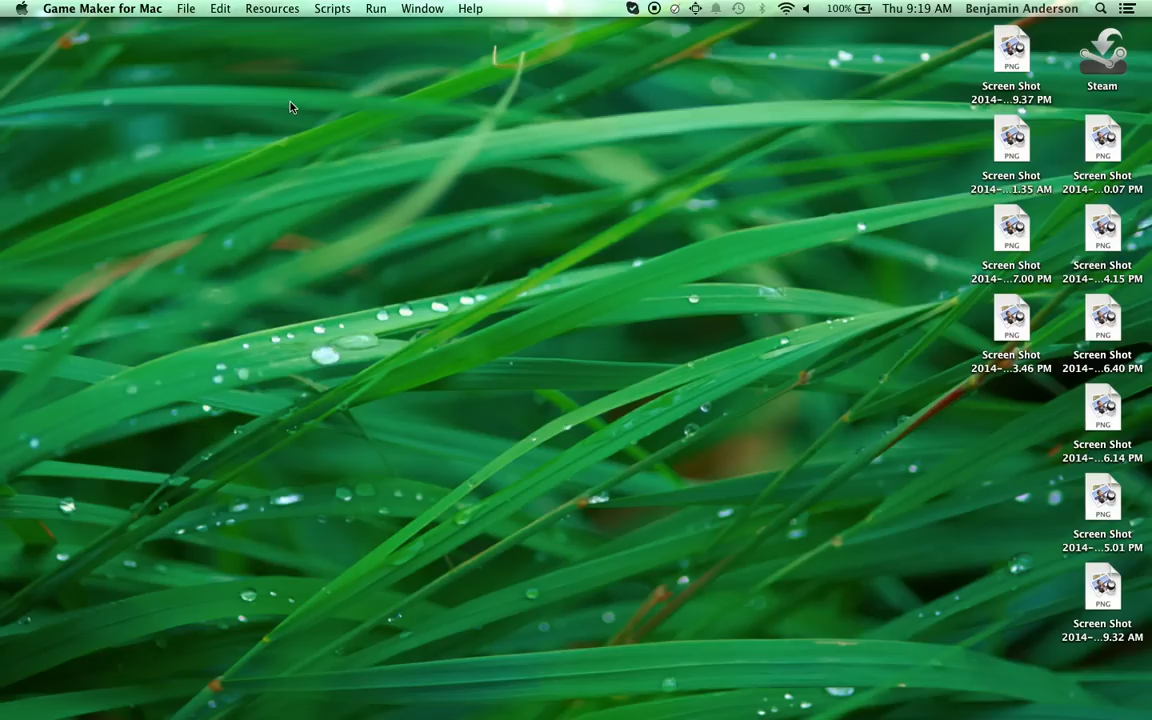 Game Maker for Mac File Edit Resources Scripts Run Window Help 100% Thu 9:19 AM Benjamin Anderson
PNG
Screen Shot
2014-...9.37 PM
Steam
PNG
Screen Shot
2014-...1.35 AM
PNG
Screen Shot
2014-...0.07 PM
PNG
Screen Shot
2014-...7.00 PM
PNG
Screen Shot
2014-...4.15 PM
PNG
Screen Shot
2014-...3.46 PM
PNG
Screen Shot
2014-...6.40 PM
PNG
Screen Shot
2014-...6.14 PM
PNG
Screen Shot
2014-...5.01 PM
PNG
Screen Shot
2014-...9.32 AM